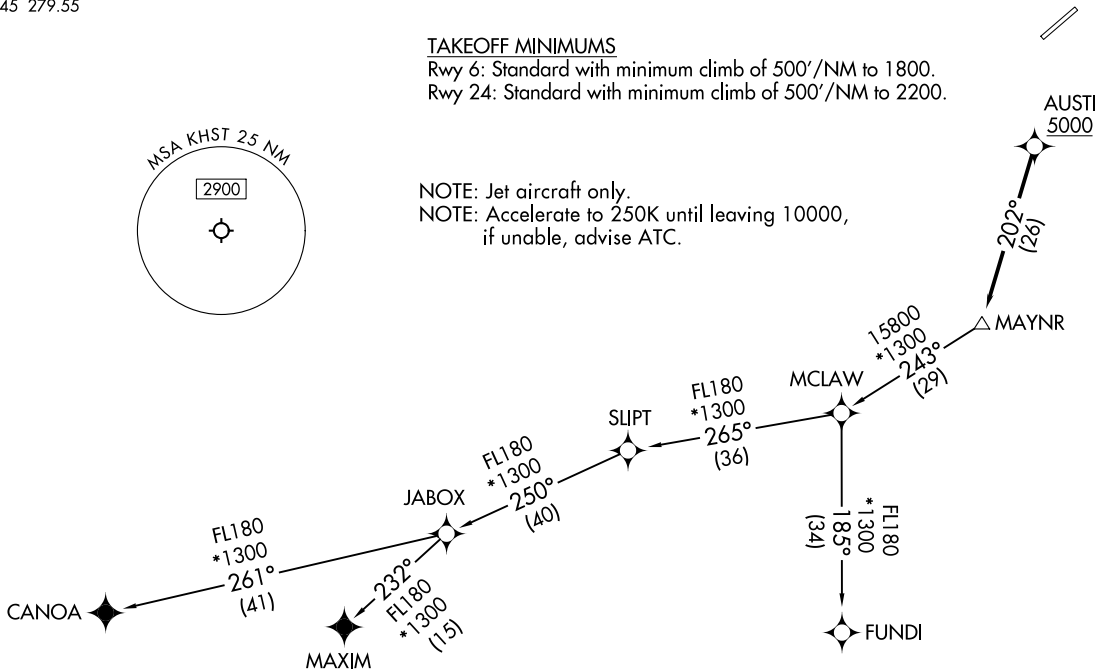 45 279.55
TAKEOFF MINIMUMS
Rwy 6: Standard with minimum climb of 500'/NM to 1800.
Rwy 24: Standard with minimum climb of 500'/NM to 2200.
AUSTI
5000
MSA KHST 25 NM
2900
NOTE: Jet aircraft only.
NOTE: Accelerate to 250K until leaving 10000,
if unable, advise ATC.
202°
(26)
MAYNR
15800
*1300
243°
(29)
MCLAW
FL180
*1300
265°
(36)
SLIPT
FL180
*1300
250°
(40)
JABOX
FL180
*1300
185°
(34)
FL180
*1300
261°
(41)
232°
FL180
*1300
(15)
CANOA
MAXIM
FUNDI